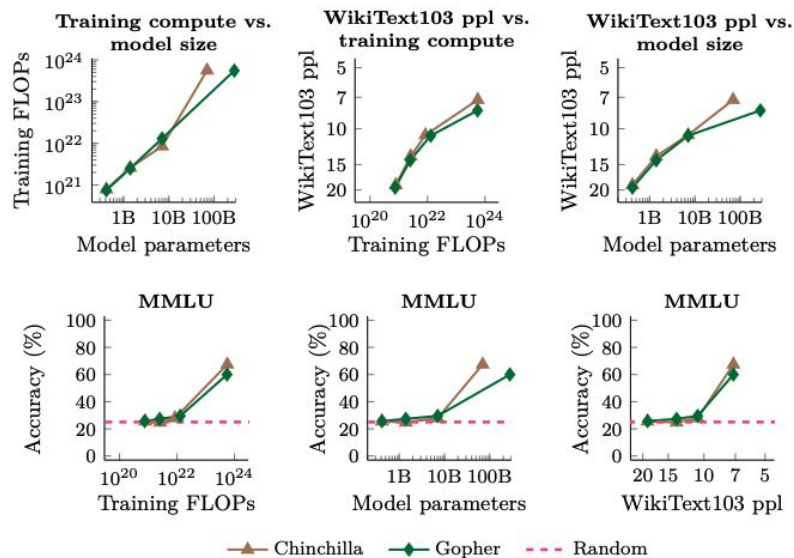 Training compute vs.
model size
Training FLOPs
10^24
10^23
10^22
10^21
1B 10B 100B
Model parameters
WikiText103 ppl vs.
training compute
WikiText103 ppl
5
7
10
15
20
10^20 10^22 10^24
Training FLOPs
WikiText103 ppl vs.
model size
WikiText103 ppl
5
7
10
15
20
1B 10B 100B
Model parameters
MMLU
Accuracy (%)
100
80
60
40
20
0
10^20 10^22 10^24
Training FLOPs
MMLU
Accuracy (%)
100
80
60
40
20
0
1B 10B 100B
Model parameters
MMLU
Accuracy (%)
100
80
60
40
20
0
20 15 10 7 5
WikiText103 ppl
Chinchilla Gopher Random